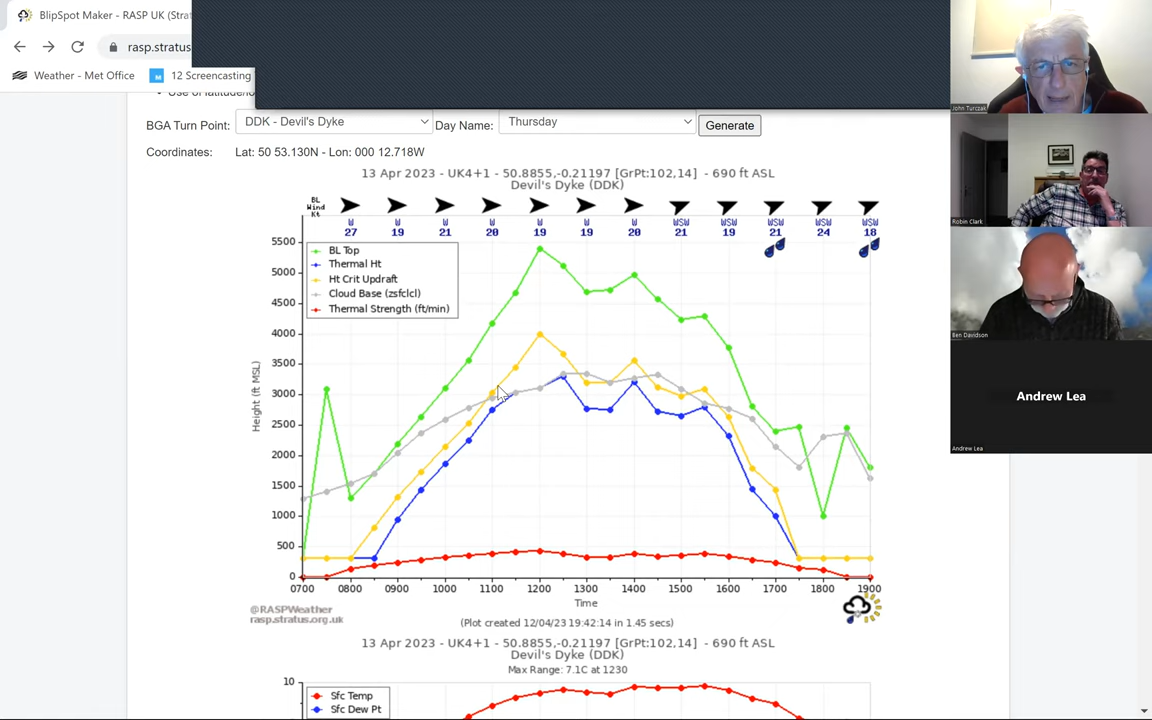 BlipSpot Maker - RASP UK (Strat
rasp.stratus
Weather - Met Office
12 Screencasting
BGA Turn Point: DDK - Devil's Dyke Day Name: Thursday Generate
Coordinates: Lat: 50 53.130N - Lon: 000 12.718W
13 Apr 2023 - UK4+1 - 50.8855,-0.21197 [GrPt:102,14] - 690 ft ASL
Devil's Dyke (DDK)
BL
Wind
Kt
W W W W W W W WSW WSW WSW WSW WSW
27 19 21 20 19 19 20 21 19 21 24 18
BL Top
Thermal Ht
Ht Crit Updraft
Cloud Base (zsfclcl)
Thermal Strength (ft/min)
5500
5000
4500
4000
3500
3000
2500
2000
1500
1000
500
0
Height (ft MSL)
0700 0800 0900 1000 1100 1200 1300 1400 1500 1600 1700 1800 1900
Time
@RASPWeather
rasp.stratus.org.uk
(Plot created 12/04/23 19:42:14 in 1.45 secs)
13 Apr 2023 - UK4+1 - 50.8855,-0.21197 [GrPt:102,14] - 690 ft ASL
Devil's Dyke (DDK)
Max Range: 7.1C at 1230
10
Sfc Temp
Sfc Dew Pt
John Turczak
Robin Clark
Ben Davidson
Andrew Lea
Andrew Lea